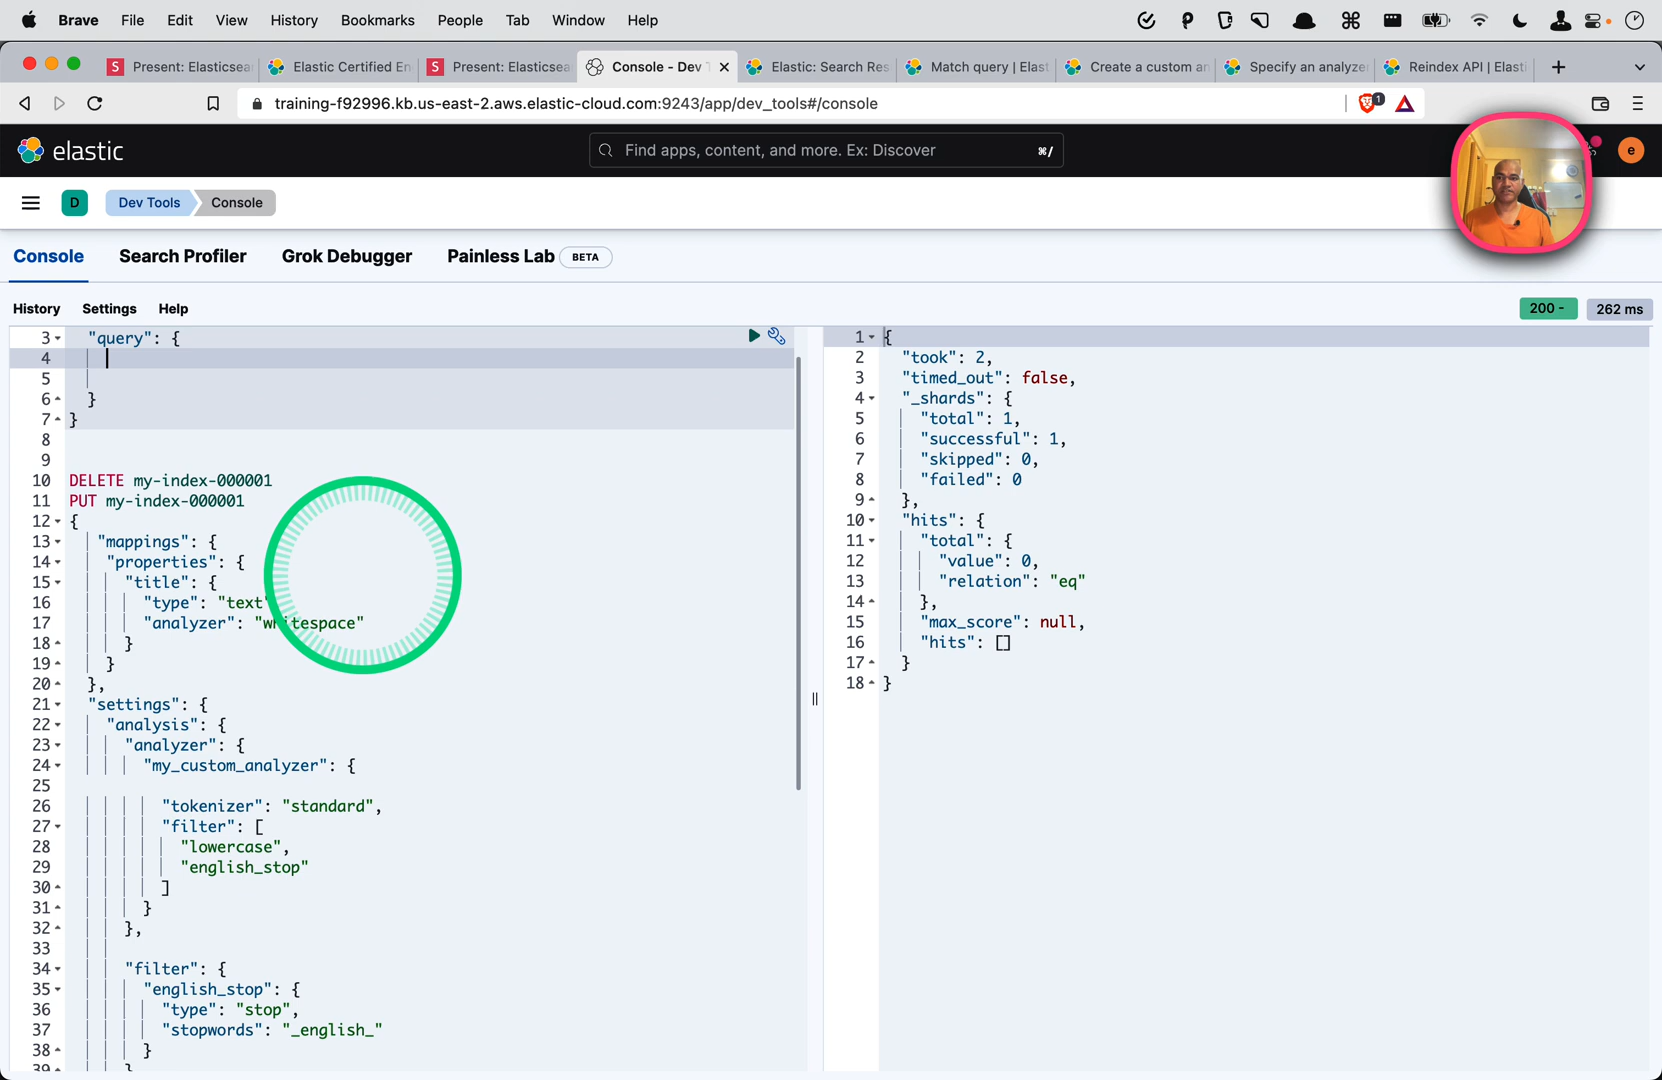 Brave File Edit View History Bookmarks People Tab Window Help
S Present: Elasticsea
Elastic Certified En
S Present: Elasticsea
Console - Dev T
Elastic: Search Res
Match query | Elast
Create a custom an
Specify an analyzer
Reindex API | Elasti
training-f92996.kb.us-east-2.aws.elastic-cloud.com:9243/app/dev_tools#/console
1
elastic
Find apps, content, and more. Ex: Discover
⌘/
e
D Dev Tools Console
Console Search Profiler Grok Debugger Painless Lab BETA
History Settings Help
200 - 262 ms
3 "query": {
4
5
6 }
7 }
8
9
10 DELETE my-index-000001
11 PUT my-index-000001
12 {
13 "mappings": {
14 "properties": {
15 "title": {
16 "type": "text"
17 "analyzer": "whitespace"
18 }
19 }
20 },
21 "settings": {
22 "analysis": {
23 "analyzer": {
24 "my_custom_analyzer": {
25
26 "tokenizer": "standard",
27 "filter": [
28 "lowercase",
29 "english_stop"
30 ]
31 }
32 },
33
34 "filter": {
35 "english_stop": {
36 "type": "stop",
37 "stopwords": "_english_"
38 }
39 }
1 {
2 "took": 2,
3 "timed_out": false,
4 "_shards": {
5 "total": 1,
6 "successful": 1,
7 "skipped": 0,
8 "failed": 0
9 },
10 "hits": {
11 "total": {
12 "value": 0,
13 "relation": "eq"
14 },
15 "max_score": null,
16 "hits": []
17 }
18 }